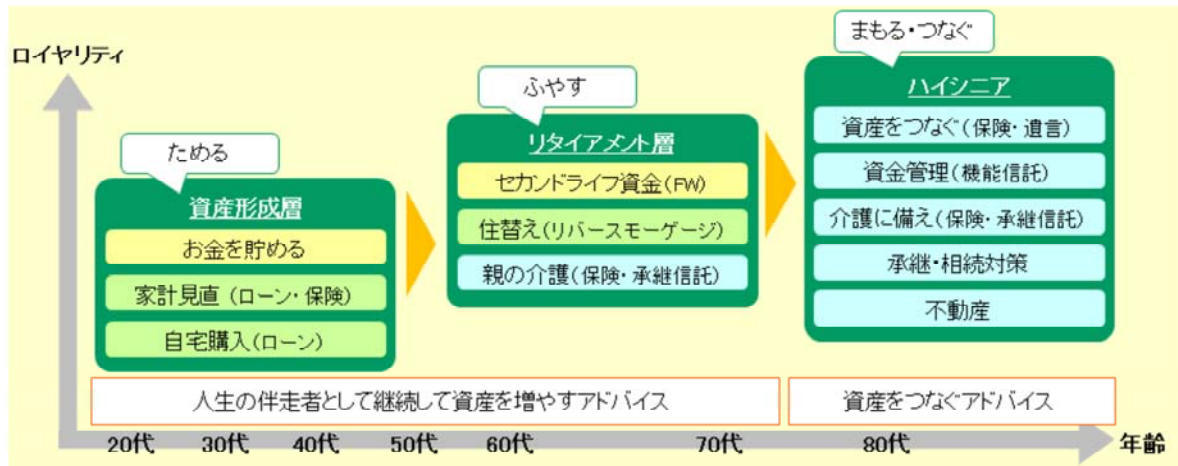 ロイヤリティ
ためる
資産形成層
お金を貯める
家計見直(ローン・保険)
自宅購入(ローン)
ふやす
リタイアメント層
セカンドライフ資金(FW)
住替え(リバースモーゲージ)
親の介護(保険・承継信託)
まもる・つなぐ
ハイシニア
資産をつなぐ(保険・遺言)
資金管理(機能信託)
介護に備え(保険・承継信託)
承継・相続対策
不動産
人生の伴走者として継続して資産を増やすアドバイス
資産をつなぐアドバイス
20代 30代 40代 50代 60代 70代 80代 年齢